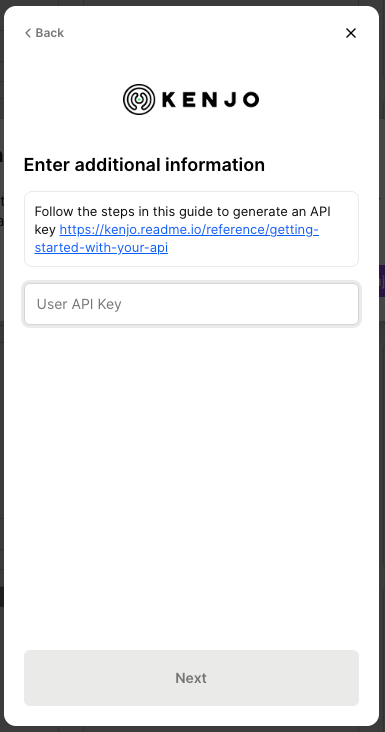 Back
KENJO
Enter additional information
Follow the steps in this guide to generate an API
key https://kenjo.readme.io/reference/getting-
started-with-your-api
User API Key
Next